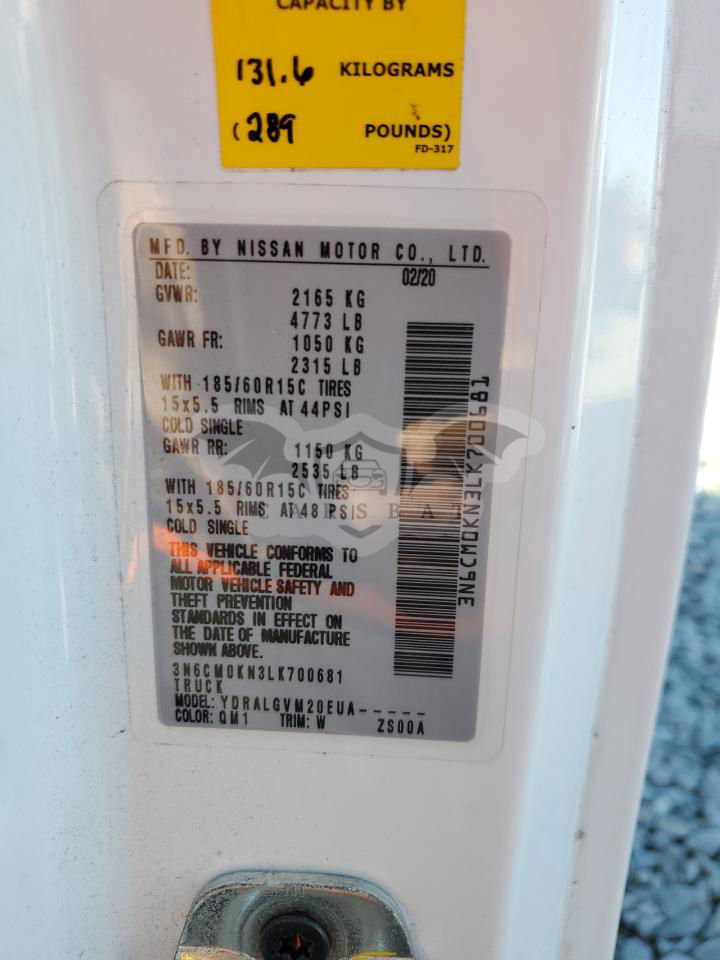 CAPACITY BY
131.6 KILOGRAMS
(289 POUNDS)
FD-317
MFD. BY NISSAN MOTOR CO., LTD.
DATE: 02/20
GVWR: 2165 KG
4773 LB
GAWR FR: 1050 KG
2315 LB
WITH 185/60R15C TIRES
15x5.5 RIMS AT 44PSI
COLD SINGLE
GAWR RR: 1150 KG
2535 LB
WITH 185/60R15C TIRES
15x5.5 RIMS AT 48 PSI
COLD SINGLE
THIS VEHICLE CONFORMS TO
ALL APPLICABLE FEDERAL
MOTOR VEHICLE SAFETY AND
THEFT PREVENTION
STANDARDS IN EFFECT ON
THE DATE OF MANUFACTURE
SHOWN ABOVE.
3N6CM0KN3LK700681
TRUCK
MODEL: YDRALGVM20EUA-----
COLOR: QM1 TRIM: W ZS00A
3N6CM0KN3LK700681
CARSBAT